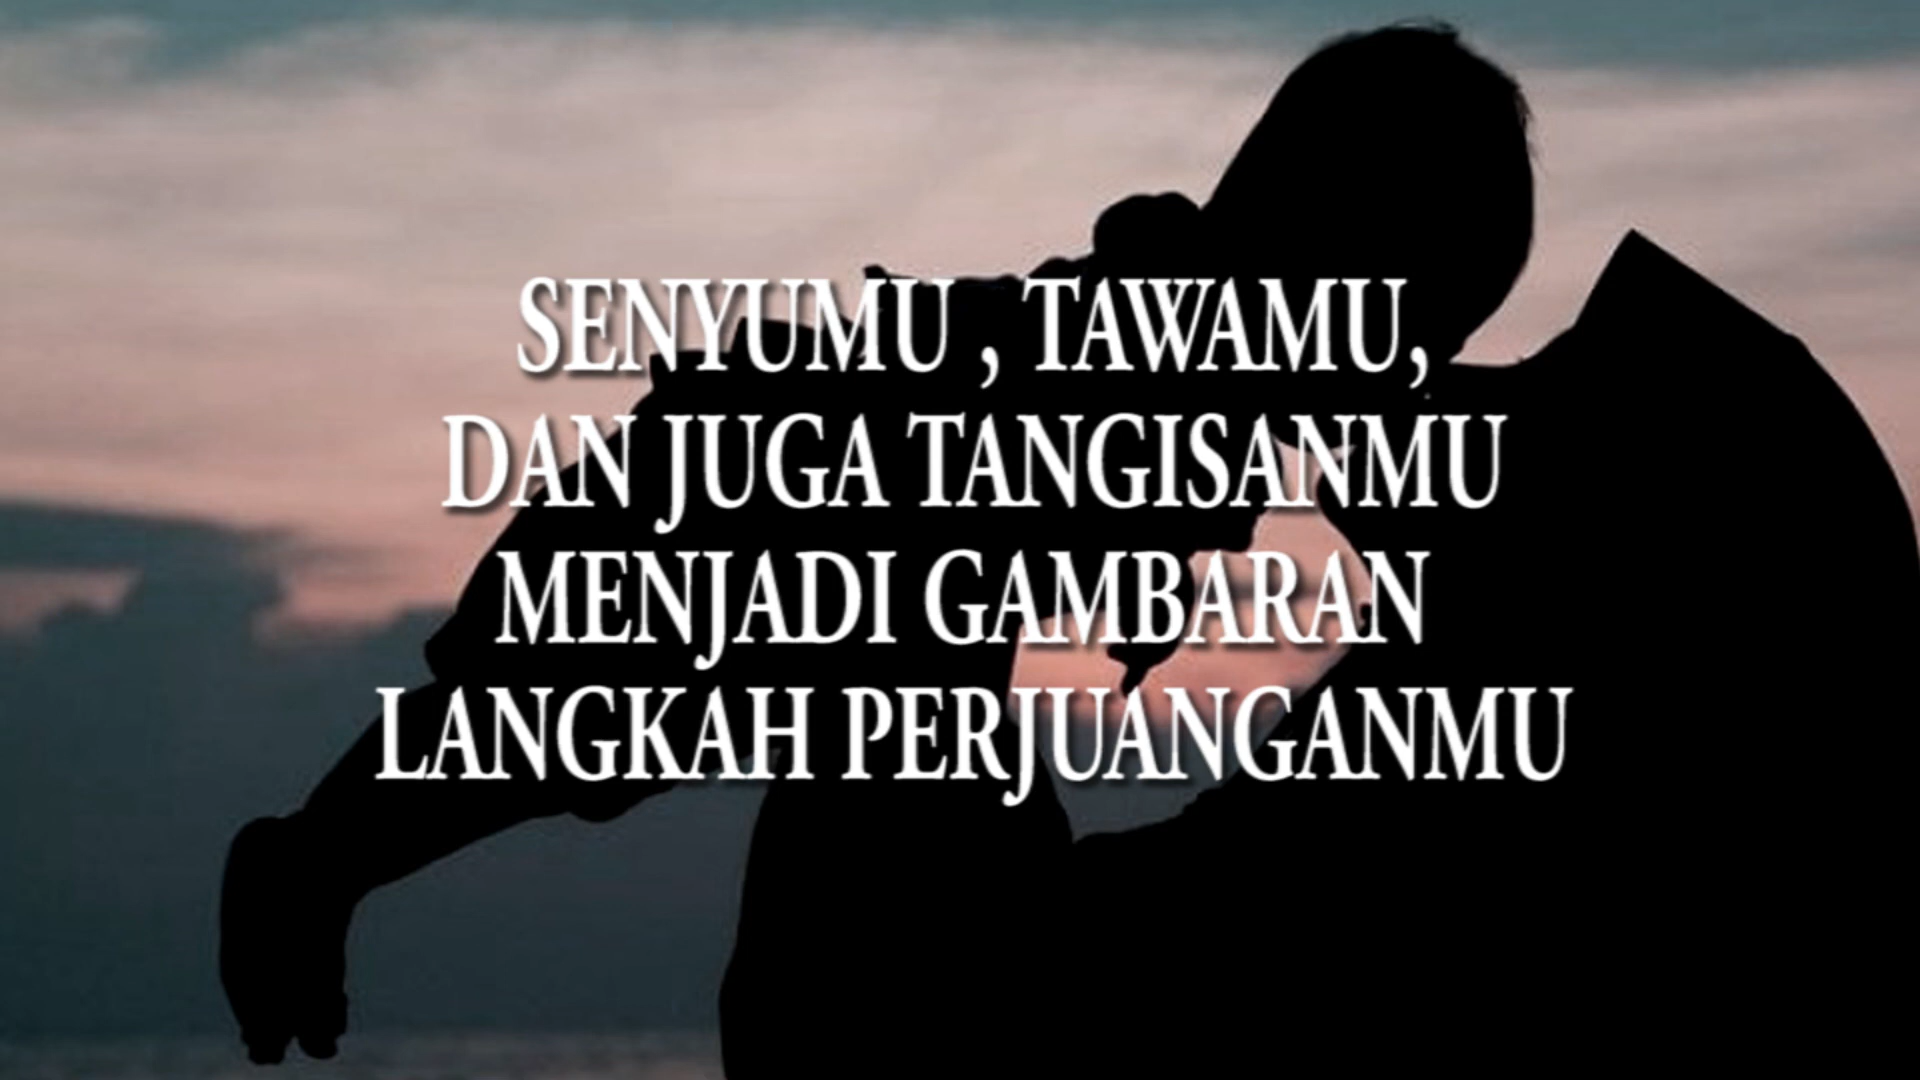 SENYUMU , TAWAMU,
DAN JUGA TANGISANMU
MENJADI GAMBARAN
LANGKAH PERJUANGANMU